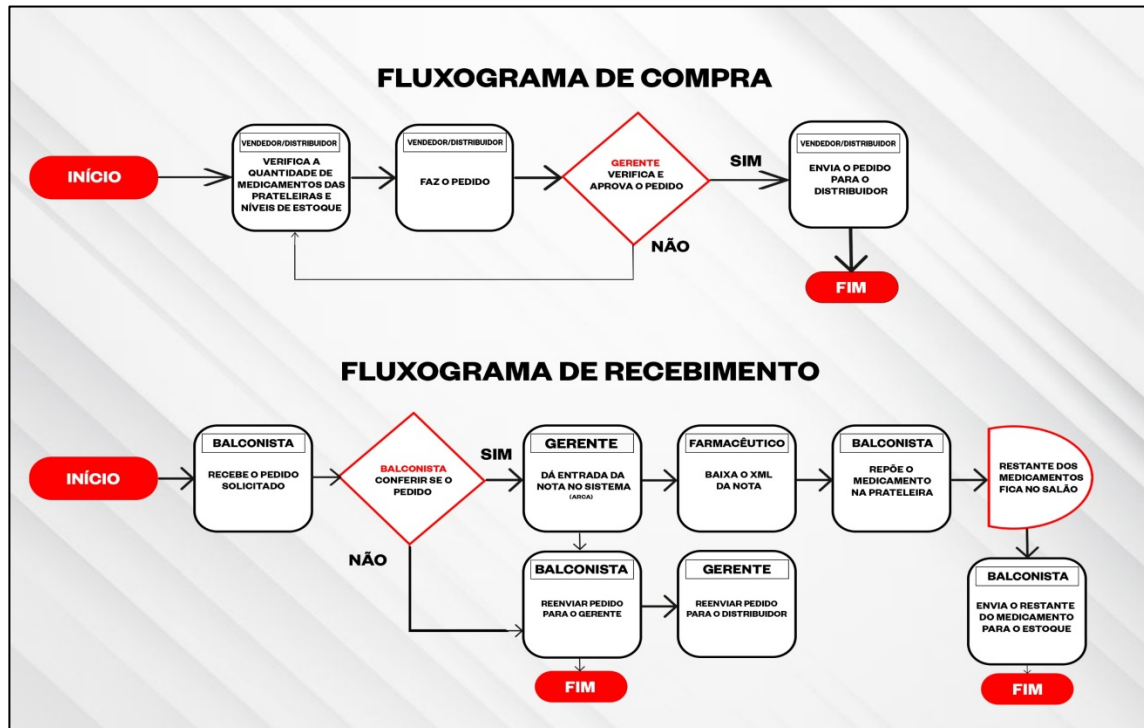 FLUXOGRAMA DE COMPRA
INÍCIO
VENDEDOR/DISTRIBUIDOR
VERIFICA A
QUANTIDADE DE
MEDICAMENTOS DAS
PRATELEIRAS E
NÍVEIS DE ESTOQUE
VENDEDOR/DISTRIBUIDOR
FAZ O PEDIDO
GERENTE
VERIFICA E
APROVA O PEDIDO
SIM
NÃO
VENDEDOR/DISTRIBUIDOR
ENVIA O PEDIDO
PARA O
DISTRIBUIDOR
FIM
FLUXOGRAMA DE RECEBIMENTO
INÍCIO
BALCONISTA
RECEBE O PEDIDO
SOLICITADO
BALCONISTA
CONFERIR SE O
PEDIDO
SIM
NÃO
GERENTE
DÁ ENTRADA DA
NOTA NO SISTEMA
(ARCA)
FARMACÊUTICO
BAIXA O XML
DA NOTA
BALCONISTA
REPÕE O
MEDICAMENTO
NA PRATELEIRA
RESTANTE DOS
MEDICAMENTOS
FICA NO SALÃO
BALCONISTA
REENVIAR PEDIDO
PARA O GERENTE
GERENTE
REENVIAR PEDIDO
PARA O DISTRIBUIDOR
BALCONISTA
ENVIA O RESTANTE
DO MEDICAMENTO
PARA O ESTOQUE
FIM
FIM